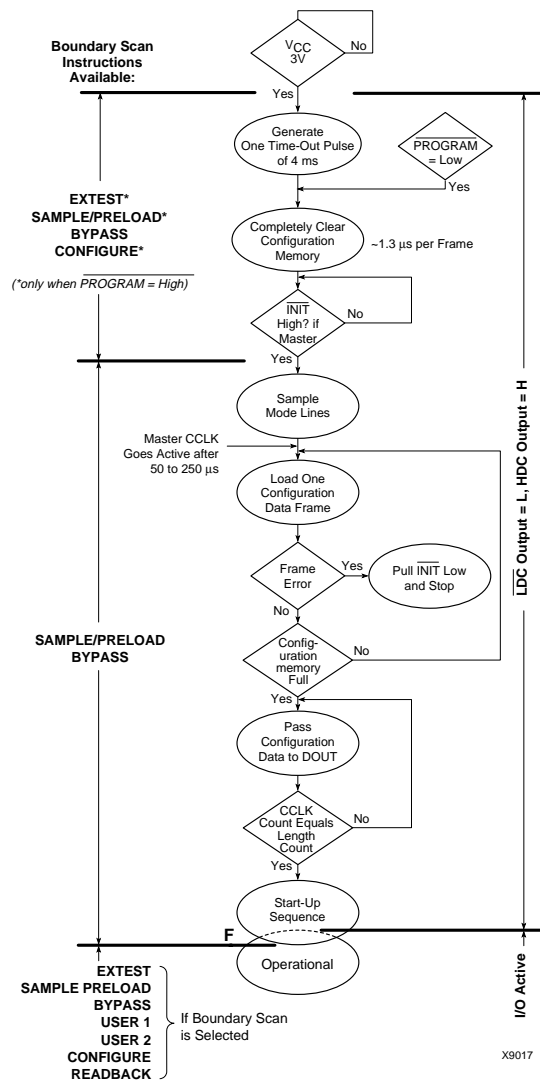 Boundary Scan
Instructions
Available:
VCC
3V
No
Yes
Generate
One Time-Out Pulse
of 4 ms
PROGRAM
= Low
Yes
EXTEST*
SAMPLE/PRELOAD*
BYPASS
CONFIGURE*
(*only when PROGRAM = High)
Completely Clear
Configuration
Memory
~1.3 µs per Frame
INIT
High? if
Master
No
Yes
Sample
Mode Lines
Master CCLK
Goes Active after
50 to 250 µs
Load One
Configuration
Data Frame
Frame
Error
Yes
Pull INIT Low
and Stop
No
SAMPLE/PRELOAD
BYPASS
Config-
uration
memory
Full
No
Yes
Pass
Configuration
Data to DOUT
CCLK
Count Equals
Length
Count
No
Yes
Start-Up
Sequence
F
Operational
LDC Output = L, HDC Output = H
I/O Active
EXTEST
SAMPLE PRELOAD
BYPASS
USER 1
USER 2
CONFIGURE
READBACK
If Boundary Scan
is Selected
X9017